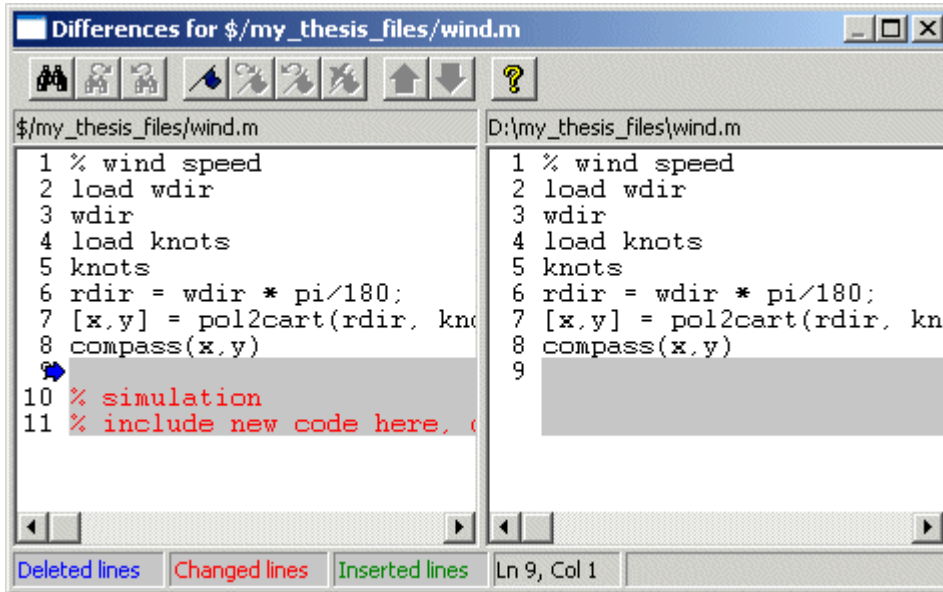 Differences for $/my_thesis_files/wind.m
$/my_thesis_files/wind.m
1 % wind speed
2 load wdir
3 wdir
4 load knots
5 knots
6 rdir = wdir * pi/180;
7 [x,y] = pol2cart(rdir, kno
8 compass(x,y)
9
10 % simulation
11 % include new code here,
D:\my_thesis_files\wind.m
1 % wind speed
2 load wdir
3 wdir
4 load knots
5 knots
6 rdir = wdir * pi/180;
7 [x,y] = pol2cart(rdir, kn
8 compass(x,y)
9
Deleted lines Changed lines Inserted lines Ln 9, Col 1